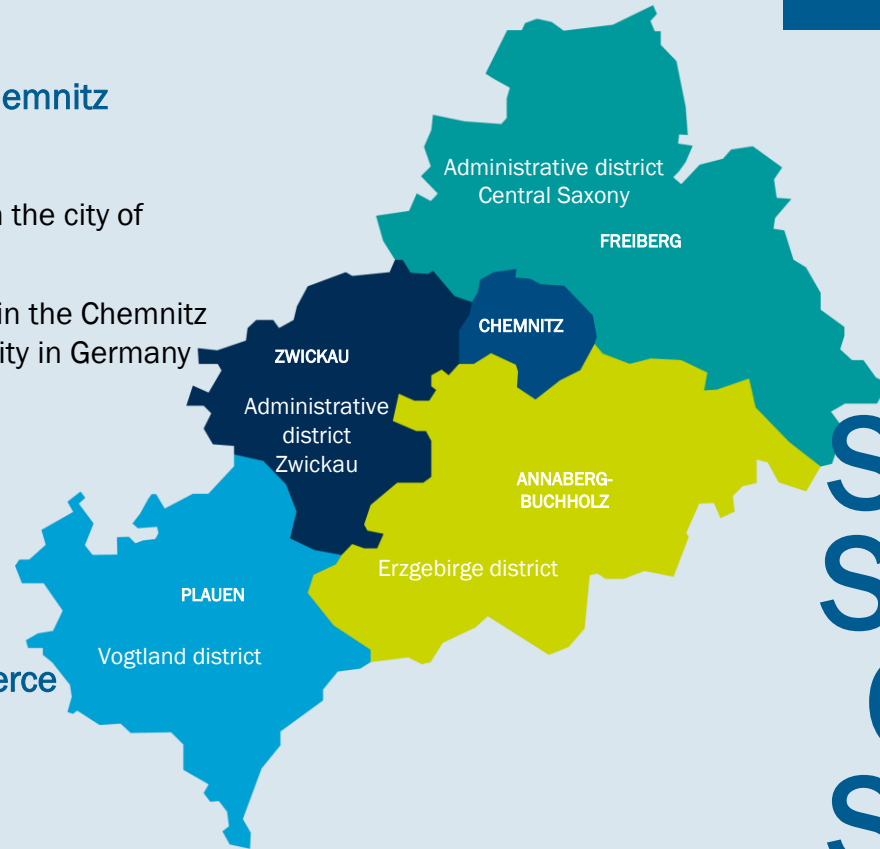 emnitz
the city of
in the Chemnitz
ity in Germany
erce
Administrative district
Central Saxony
FREIBERG
CHEMNITZ
ZWICKAU
Administrative
district
Zwickau
ANNABERG-
BUCHHOLZ
Erzgebirge district
PLAUEN
Vogtland district